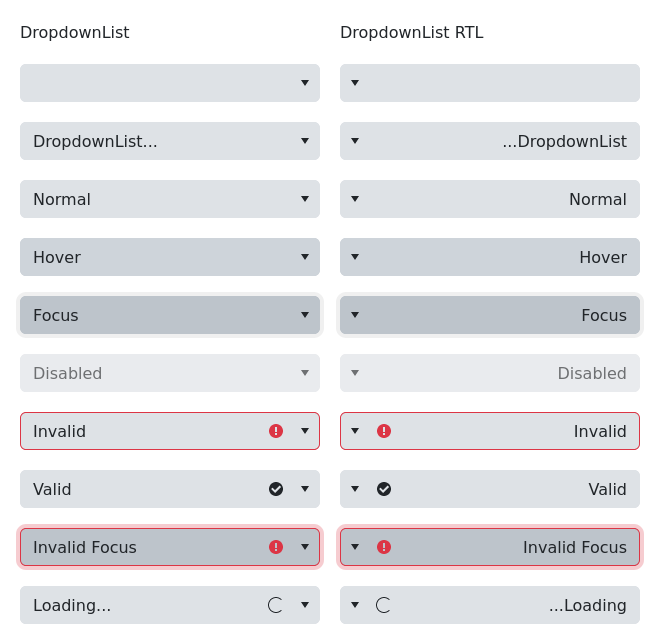 DropdownList
DropdownList RTL
DropdownList...
...DropdownList
Normal
Normal
Hover
Hover
Focus
Focus
Disabled
Disabled
Invalid
Invalid
Valid
Valid
Invalid Focus
Invalid Focus
Loading...
...Loading